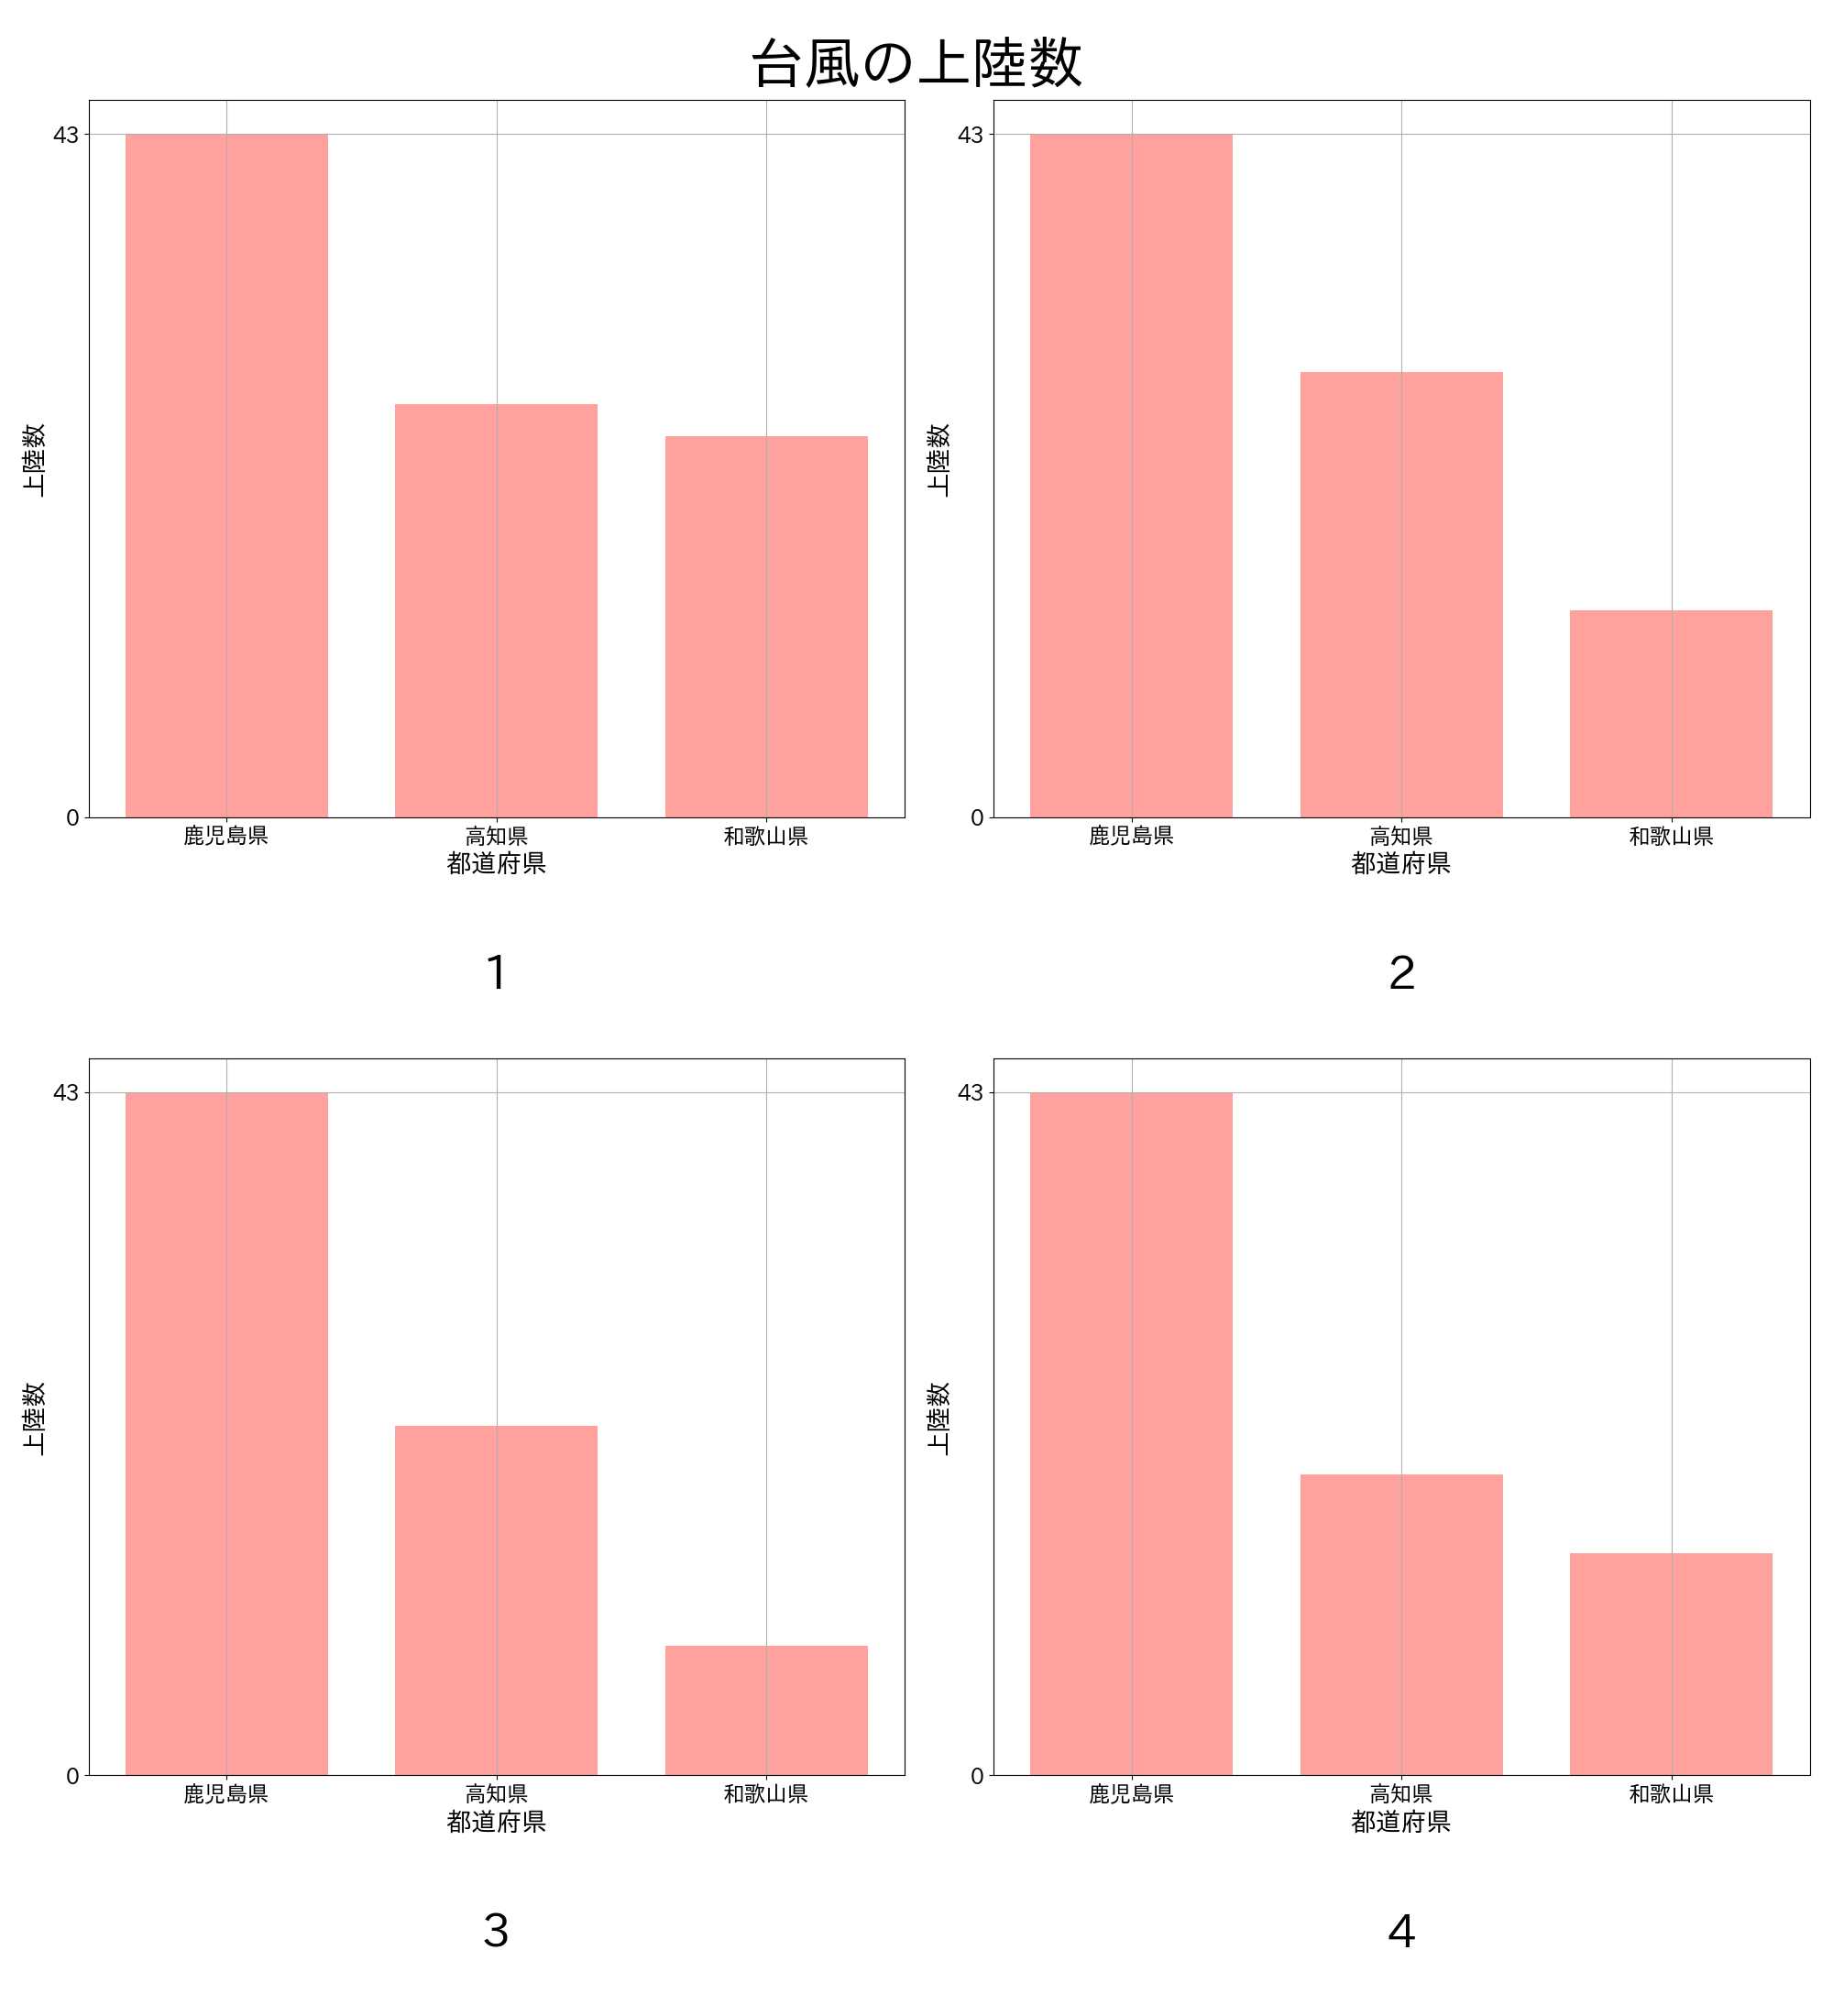 台風の上陸数
43
0
上陸数
鹿児島県 高知県 和歌山県
都道府県
1
43
0
上陸数
鹿児島県 高知県 和歌山県
都道府県
2
43
0
上陸数
鹿児島県 高知県 和歌山県
都道府県
3
43
0
上陸数
鹿児島県 高知県 和歌山県
都道府県
4